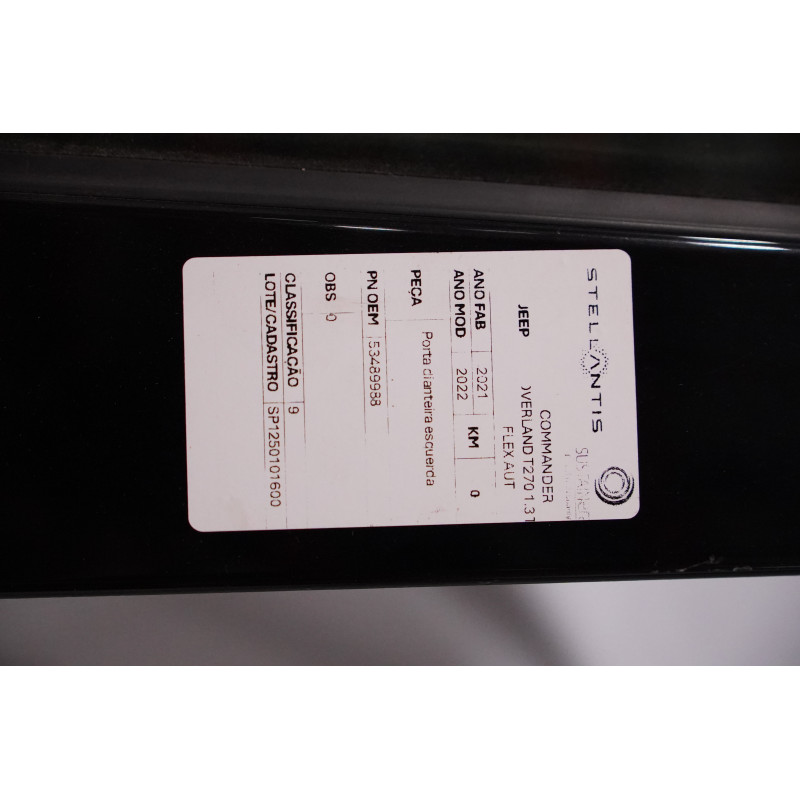 STELLANTIS
JEEP
COMMANDER
OVERLAND T270 1.3T
FLEX AUT
ANO FAB 2021 KM 0
ANO MOD 2022
PEÇA Porta dianteira esquerda
PN OEM 53489988
OBS 0
CLASSIFICAÇÃO 9
LOTE/CADASTRO SP1250101600